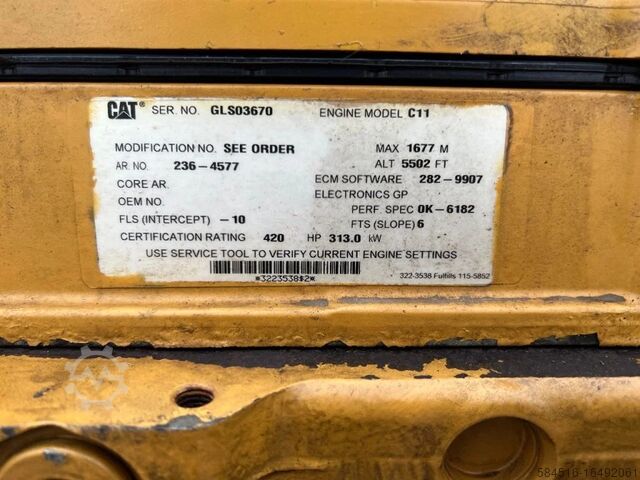 CAT® SER. NO. GLS03670 ENGINE MODEL C11
MODIFICATION NO. SEE ORDER MAX 1677 M
AR. NO. 236-4577 ALT 5502 FT
CORE AR. ECM SOFTWARE 282-9907
OEM NO. ELECTRONICS GP
PERF. SPEC 0K-6182
FLS (INTERCEPT) -10 FTS (SLOPE) 6
CERTIFICATION RATING 420 HP 313.0 kW
USE SERVICE TOOL TO VERIFY CURRENT ENGINE SETTINGS
322-3538 Fulfills 115-5852
584516-15492061